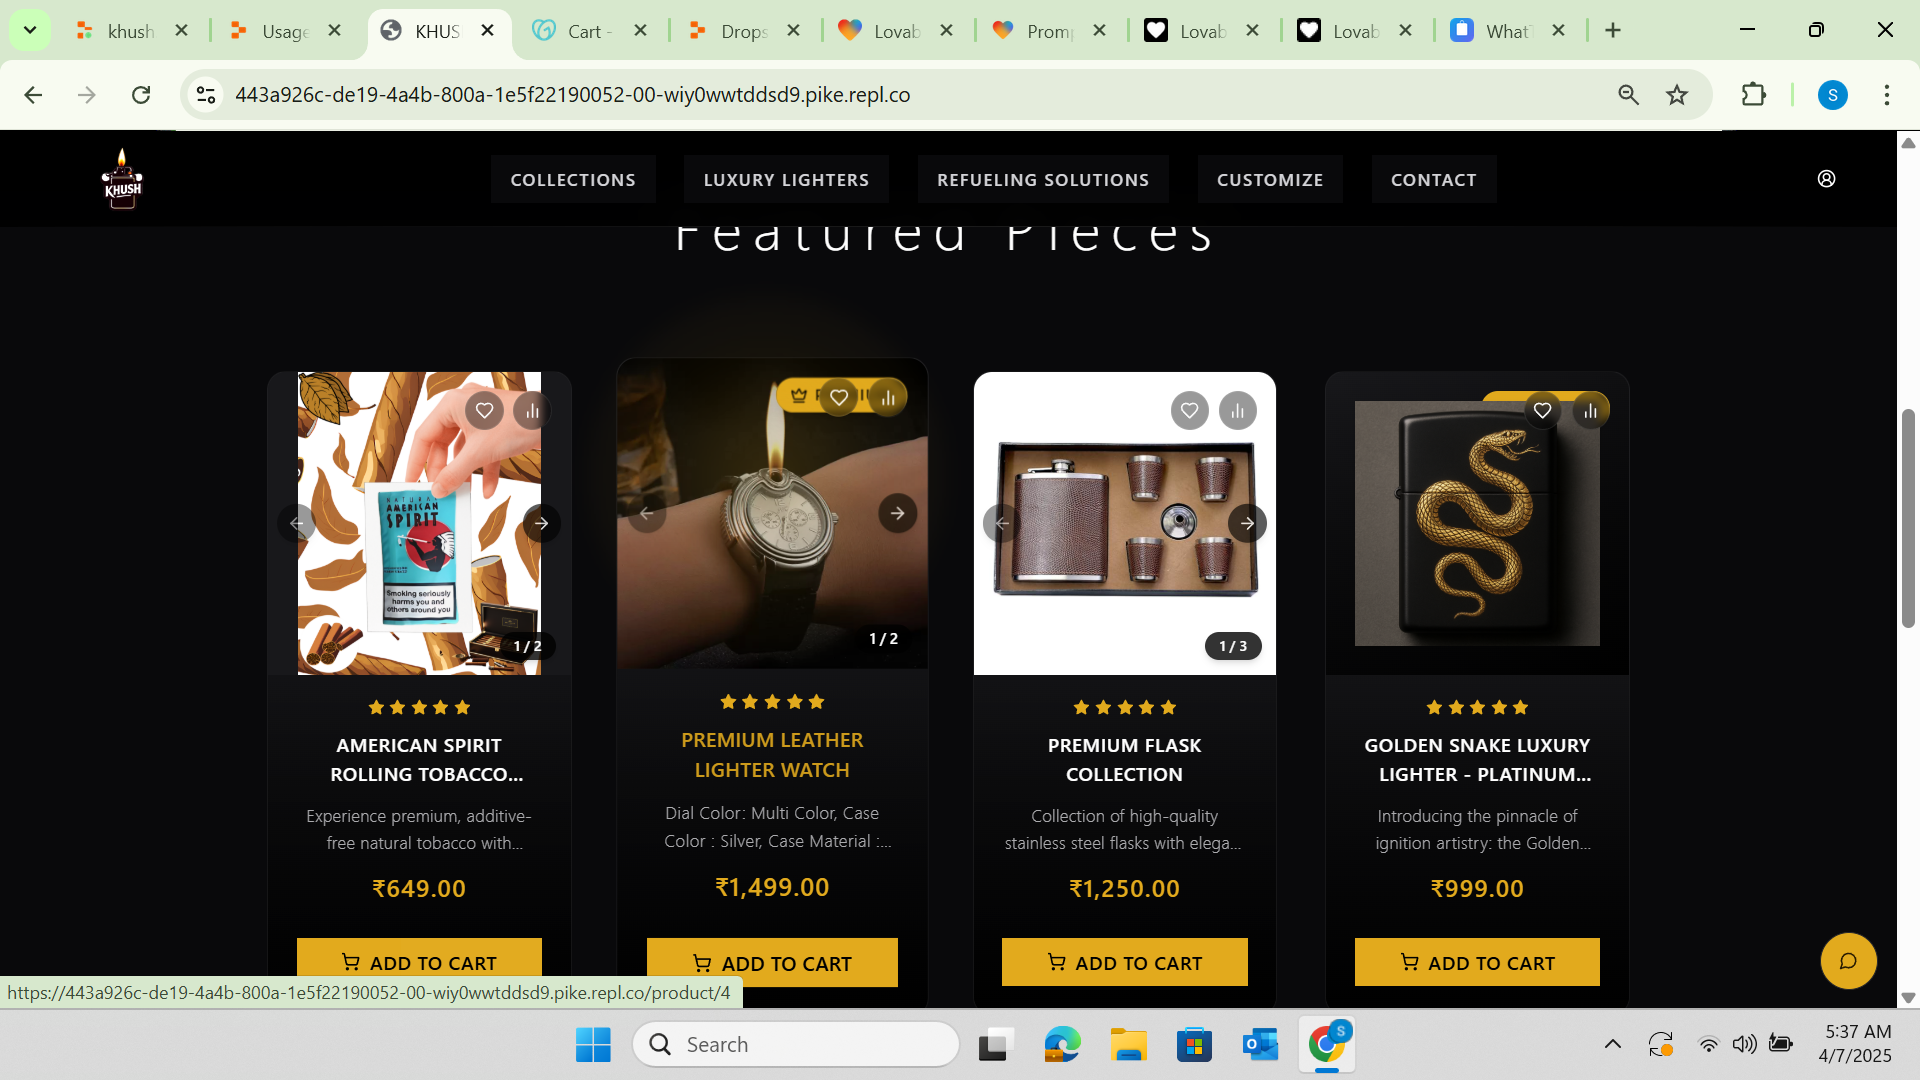 khush
Usage
KHUS
Cart -
Drops
Lovab
Promp
Lovab
Lovab
What'
443a926c-de19-4a4b-800a-1e5f22190052-00-wiy0wwtddsd9.pike.repl.co
S
KHUSH
COLLECTIONS
LUXURY LIGHTERS
REFUELING SOLUTIONS
CUSTOMIZE
CONTACT
Featured Pieces
NATURAL
AMERICAN
SPIRIT
Smoking seriously
harms you and
others around you
1 / 2
1 / 2
1 / 3
AMERICAN SPIRIT
ROLLING TOBACCO...
Experience premium, additive-
free natural tobacco with...
₹649.00
ADD TO CART
PREMIUM LEATHER
LIGHTER WATCH
Dial Color: Multi Color, Case
Color : Silver, Case Material :...
₹1,499.00
ADD TO CART
PREMIUM FLASK
COLLECTION
Collection of high-quality
stainless steel flasks with elega...
₹1,250.00
ADD TO CART
GOLDEN SNAKE LUXURY
LIGHTER - PLATINUM...
Introducing the pinnacle of
ignition artistry: the Golden...
₹999.00
ADD TO CART
https://443a926c-de19-4a4b-800a-1e5f22190052-00-wiy0wwtddsd9.pike.repl.co/product/4
Search
S
5:37 AM
4/7/2025